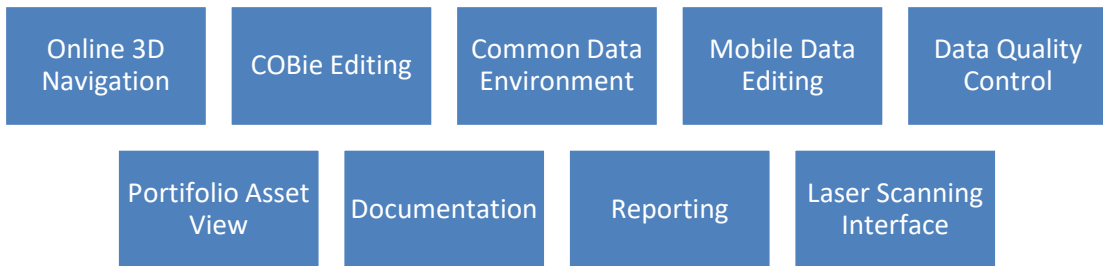 Online 3D
Navigation
COBie Editing
Common Data
Environment
Mobile Data
Editing
Data Quality
Control
Portifolio Asset
View
Documentation
Reporting
Laser Scanning
Interface